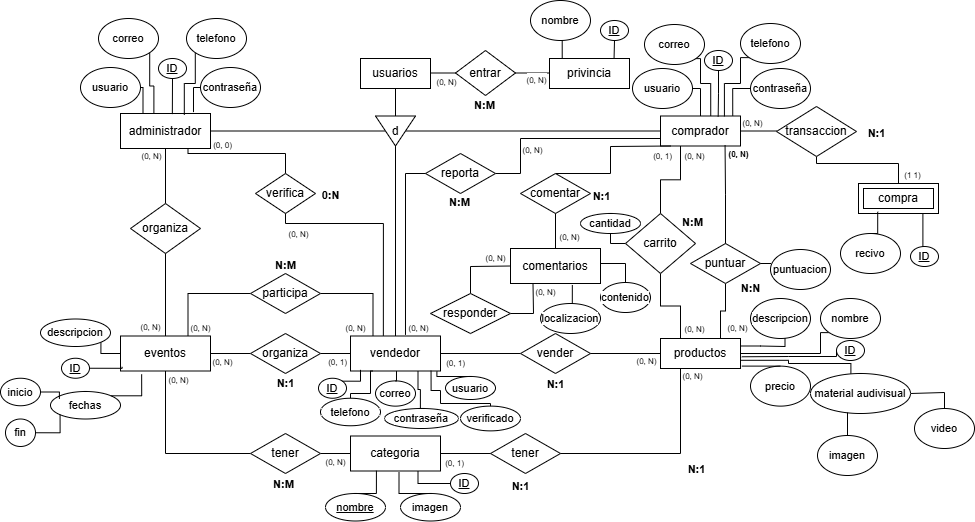 nombre
ID
correo
telefono
ID
usuario
contraseña
usuarios
(0, N)
entrar
(0, N)
privincia
N:M
correo
telefono
ID
usuario
contraseña
administrador
d
comprador
(0, N)
transaccion
N:1
(0, N)
(0, 0)
(0, N)
(0, 1)
(0, N)
(0, N)
verifica
0:N
reporta
N:M
comentar
N:1
(1 1)
compra
organiza
(0, N)
(0, N)
cantidad
N:M
carrito
recivo
ID
N:M
participa
(0, N)
comentarios
(0, N)
(0, N)
puntuar
N:N
puntuacion
contenido
responder
localizacion
descripcion
(0, N)
(0, N)
(0, N)
(0, N)
(0, N)
(0, N)
descripcion
nombre
ID
eventos
(0, N)
organiza
(0, 1)
N:1
vendedor
(0, 1)
vender
N:1
(0, N)
productos
ID
(0, N)
(0, N)
inicio
fechas
fin
ID
correo
usuario
telefono
contraseña
verificado
precio
material audivisual
imagen
video
tener
N:M
(0, N)
categoria
(0, 1)
tener
N:1
N:1
nombre
imagen
ID